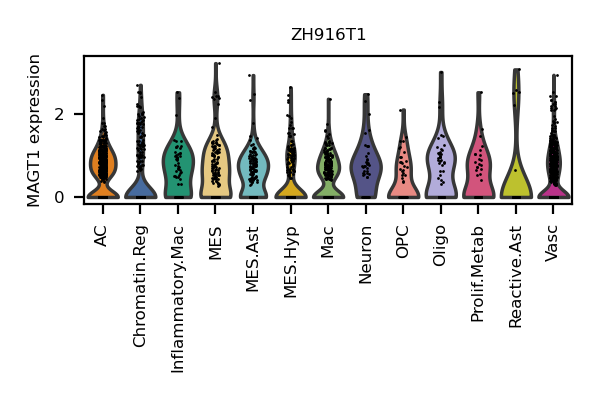 ZH916T1
MAGT1 expression
2
0
AC
Chromatin.Reg
Inflammatory.Mac
MES
MES.Ast
MES.Hyp
Mac
Neuron
OPC
Oligo
Prolif.Metab
Reactive.Ast
Vasc